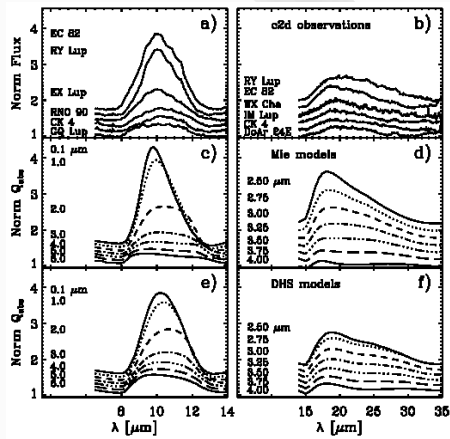 a)
EC 82
RY Lup
EX Lup
RNO 90
CK 4
GQ Lup
Norm Flux
4
3
2
1
c2d observations
b)
RY Lup
EC 82
WX Cha
IM Lup
CK 4
DoAr 24E
c)
0.1 μm
1.0
2.0
3.0
4.0
5.0
6.0
Norm Qabs
4
3
2
1
Mie models
d)
2.50 μm
2.75
3.00
3.25
3.50
3.75
4.00
e)
0.1 μm
1.0
2.0
3.0
4.0
5.0
6.0
Norm Qabs
4
3
2
1
8 10 12 14
λ [μm]
DHS models
f)
2.50 μm
2.75
3.00
3.25
3.50
3.75
4.00
15 20 25 30 35
λ [μm]